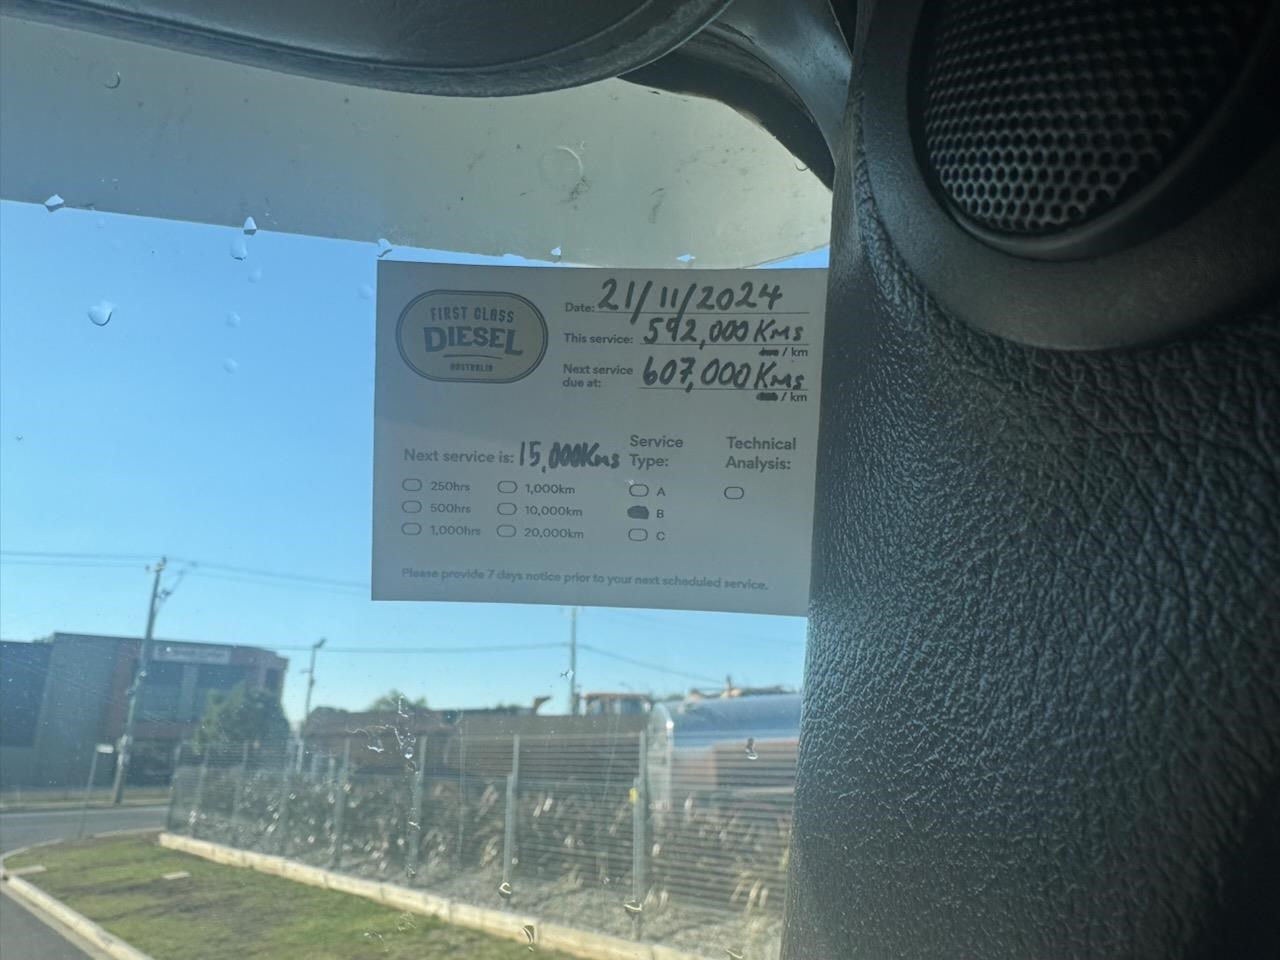 FIRST CLASS
DIESEL
AUSTRALIA
Date: 21/11/2024
This service: 592,000 Kms
/ km
Next service
due at: 607,000 Kms
/ km
Next service is: 15,000 Kms
Service
Type:
Technical
Analysis:
250hrs 1,000km A
500hrs 10,000km B
1,000hrs 20,000km C
Please provide 7 days notice prior to your next scheduled service.